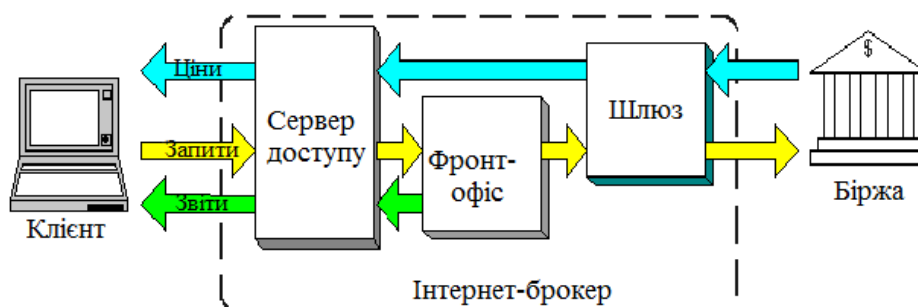 Ціни
Запити
Звіти
Клієнт
Сервер
доступу
Фронт-
офіс
Шлюз
$
Біржа
Інтернет-брокер